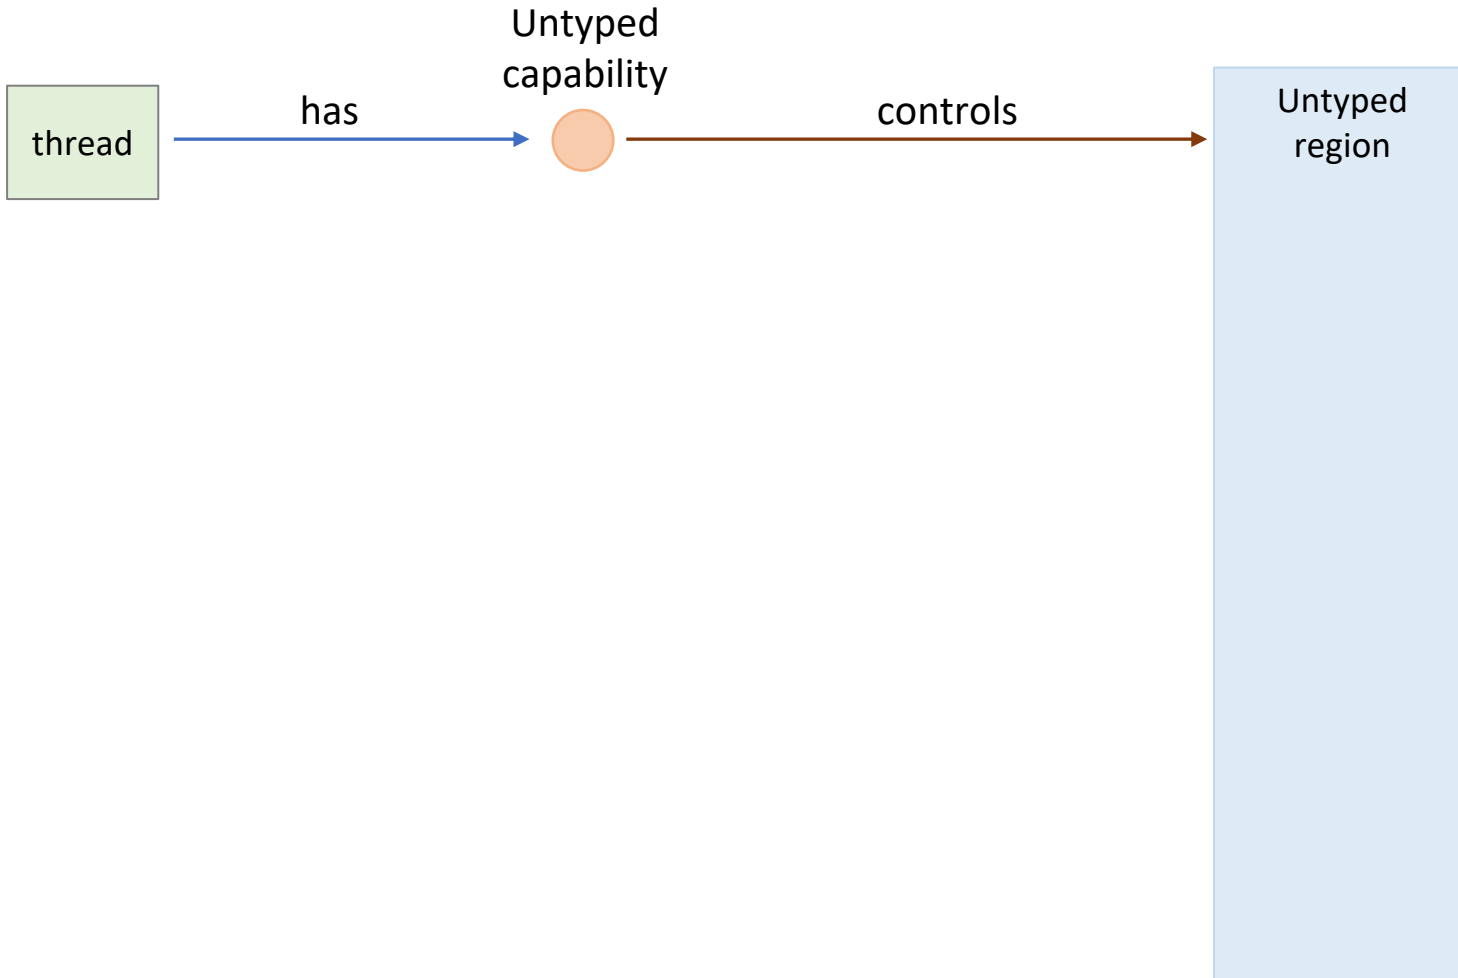 thread
has
Untyped
capability
controls
Untyped
region